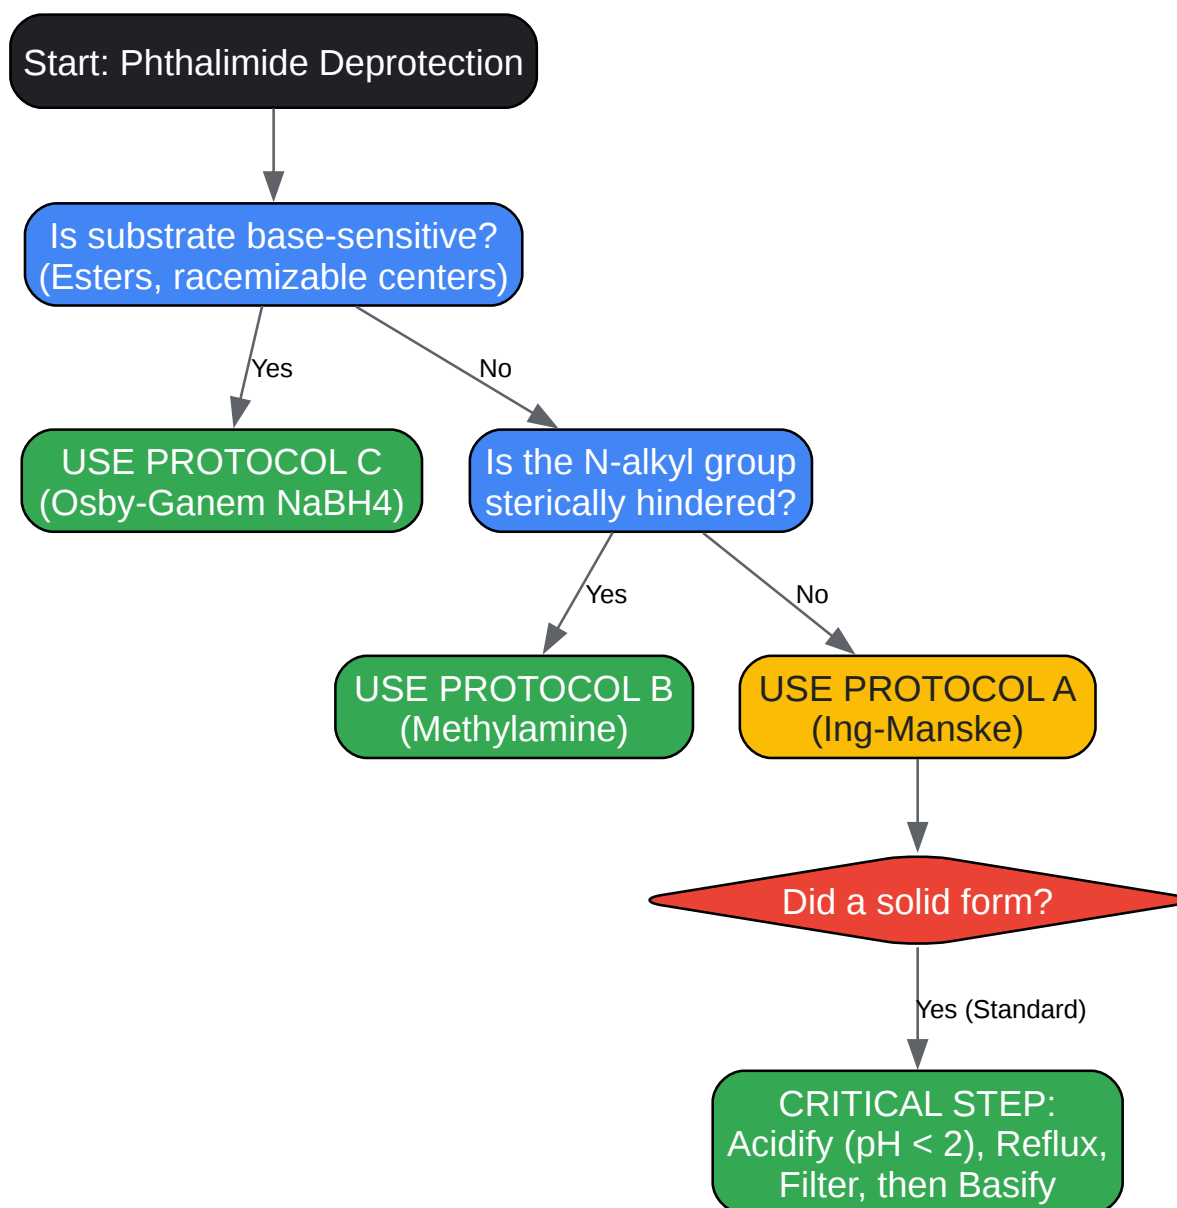 Start: Phthalimide Deprotection
Is substrate base-sensitive?
(Esters, racemizable centers)
Yes
No
USE PROTOCOL C
(Osby-Ganem NaBH4)
Is the N-alkyl group
sterically hindered?
Yes
No
USE PROTOCOL B
(Methylamine)
USE PROTOCOL A
(Ing-Manske)
Did a solid form?
Yes (Standard)
CRITICAL STEP:
Acidify (pH < 2), Reflux,
Filter, then Basify